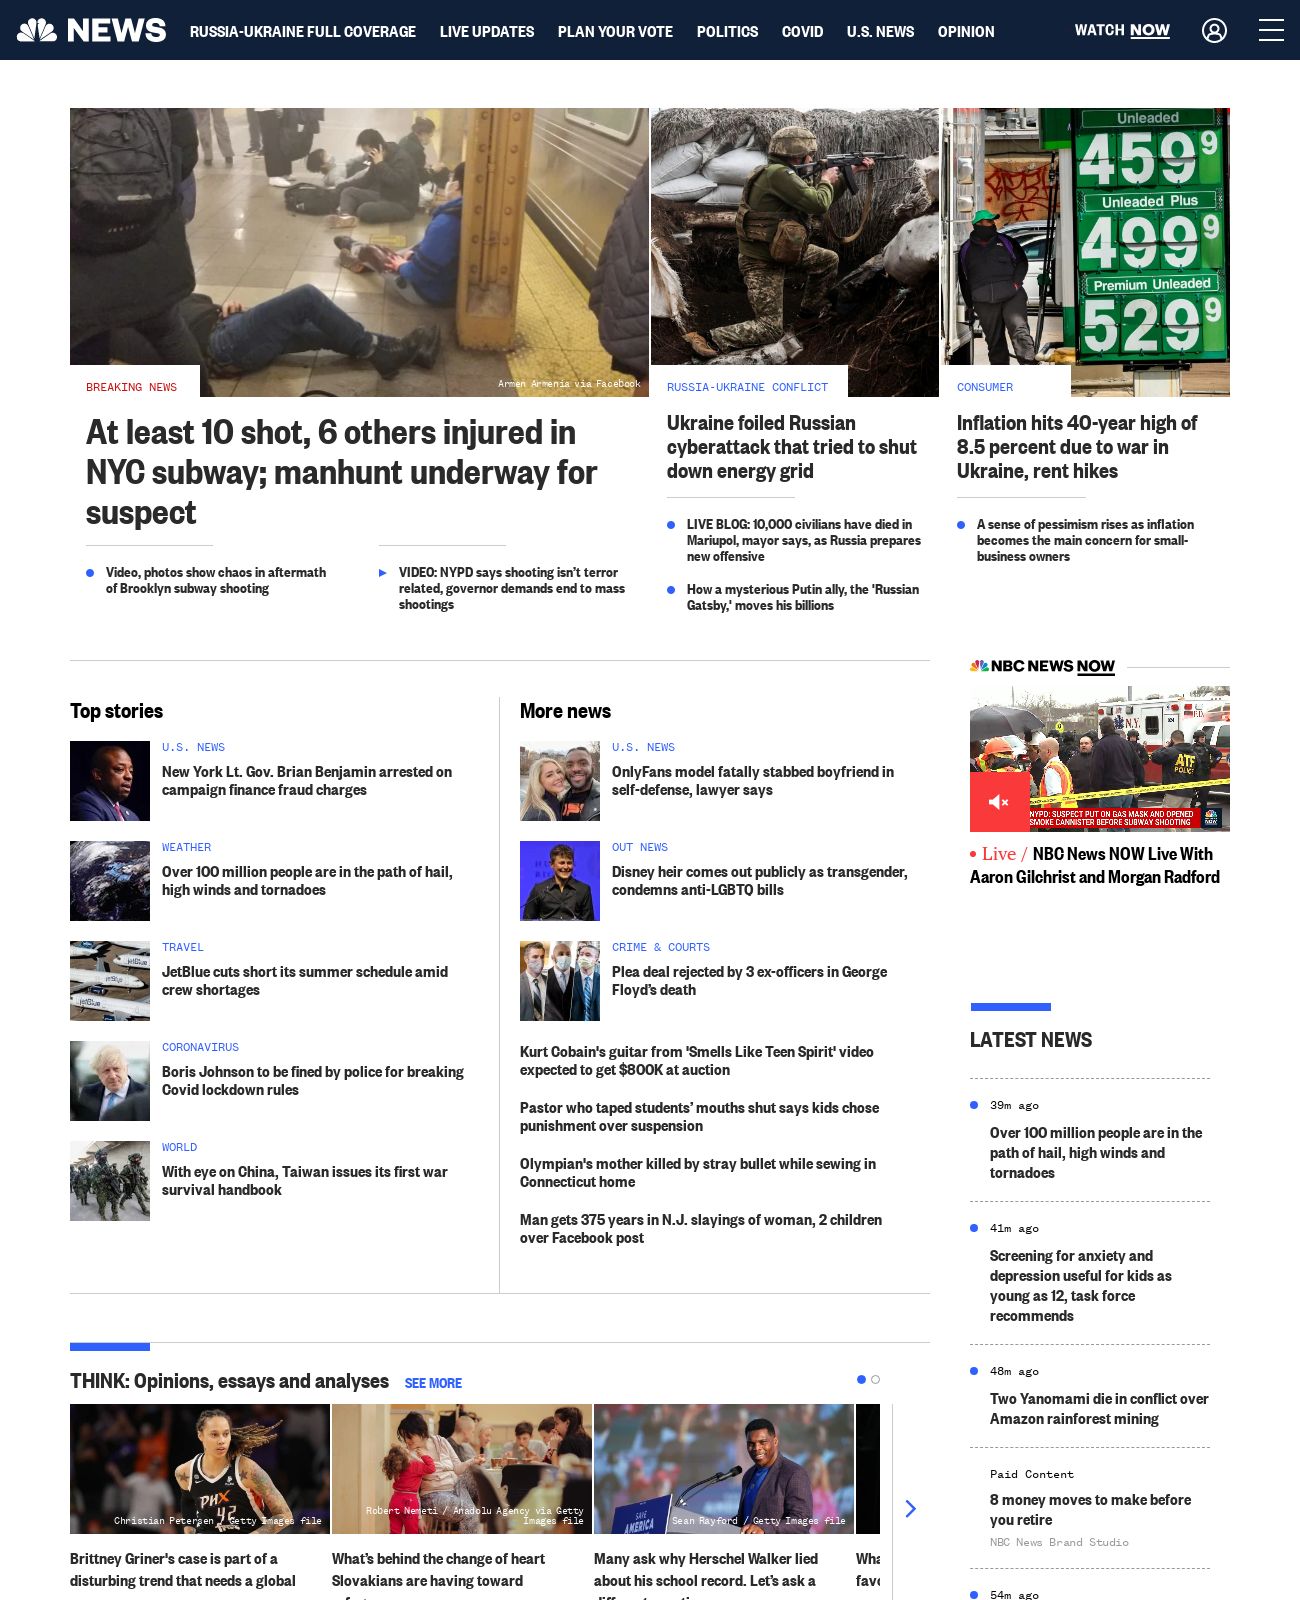 NEWS
RUSSIA-UKRAINE FULL COVERAGE
LIVE UPDATES
PLAN YOUR VOTE
POLITICS
COVID
U.S. NEWS
OPINION
WATCH NOW
Armen Armenia via Facebook
BREAKING NEWS
At least 10 shot, 6 others injured in
NYC subway; manhunt underway for
suspect
Video, photos show chaos in aftermath
of Brooklyn subway shooting
VIDEO: NYPD says shooting isn’t terror
related, governor demands end to mass
shootings
RUSSIA-UKRAINE CONFLICT
Ukraine foiled Russian
cyberattack that tried to shut
down energy grid
LIVE BLOG: 10,000 civilians have died in
Mariupol, mayor says, as Russia prepares
new offensive
How a mysterious Putin ally, the 'Russian
Gatsby,' moves his billions
Unleaded
459 9
Unleaded Plus
499 9
Premium Unleaded
529 9
CONSUMER
Inflation hits 40-year high of
8.5 percent due to war in
Ukraine, rent hikes
A sense of pessimism rises as inflation
becomes the main concern for small-
business owners
Top stories
U.S. NEWS
New York Lt. Gov. Brian Benjamin arrested on
campaign finance fraud charges
WEATHER
Over 100 million people are in the path of hail,
high winds and tornadoes
jetBlue
TRAVEL
JetBlue cuts short its summer schedule amid
crew shortages
CORONAVIRUS
Boris Johnson to be fined by police for breaking
Covid lockdown rules
WORLD
With eye on China, Taiwan issues its first war
survival handbook
More news
U.S. NEWS
OnlyFans model fatally stabbed boyfriend in
self-defense, lawyer says
OUT NEWS
Disney heir comes out publicly as transgender,
condemns anti-LGBTQ bills
CRIME & COURTS
Plea deal rejected by 3 ex-officers in George
Floyd’s death
Kurt Cobain's guitar from 'Smells Like Teen Spirit' video
expected to get $800K at auction
Pastor who taped students’ mouths shut says kids chose
punishment over suspension
Olympian's mother killed by stray bullet while sewing in
Connecticut home
Man gets 375 years in N.J. slayings of woman, 2 children
over Facebook post
NBC NEWS NOW
N.Y.
F.D.
ATF
POLICE
NYPD: SUSPECT PUT ON GAS MASK AND OPENED
SMOKE CANNISTER BEFORE SUBWAY SHOOTING
Live / NBC News NOW Live With
Aaron Gilchrist and Morgan Radford
LATEST NEWS
39m ago
Over 100 million people are in the
path of hail, high winds and
tornadoes
41m ago
Screening for anxiety and
depression useful for kids as
young as 12, task force
recommends
48m ago
Two Yanomami die in conflict over
Amazon rainforest mining
Paid Content
8 money moves to make before
you retire
NBC News Brand Studio
54m ago
THINK: Opinions, essays and analyses
SEE MORE
PHX
42
Christian Petersen / Getty Images file
Brittney Griner's case is part of a
disturbing trend that needs a global
Robert Nemeti / Anadolu Agency via Getty
Images file
What’s behind the change of heart
Slovakians are having toward
SAVE
AMERICA
Sean Rayford / Getty Images file
Many ask why Herschel Walker lied
about his school record. Let’s ask a